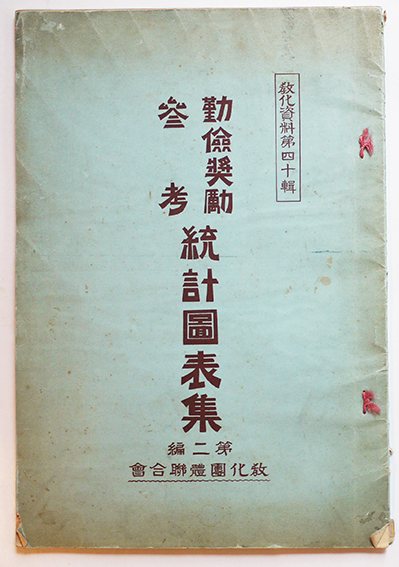 教化資料第四十輯
勤儉奬勵
參考
統計圖表集
第二編
教化團體聯合會